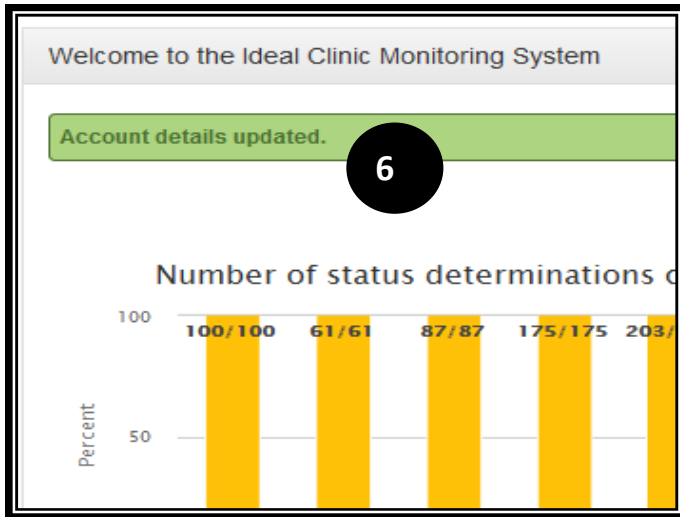 Welcome to the Ideal Clinic Monitoring System
Account details updated.
6
Number of status determinations
100
100/100 61/61 87/87 175/175 203/
Percent
50